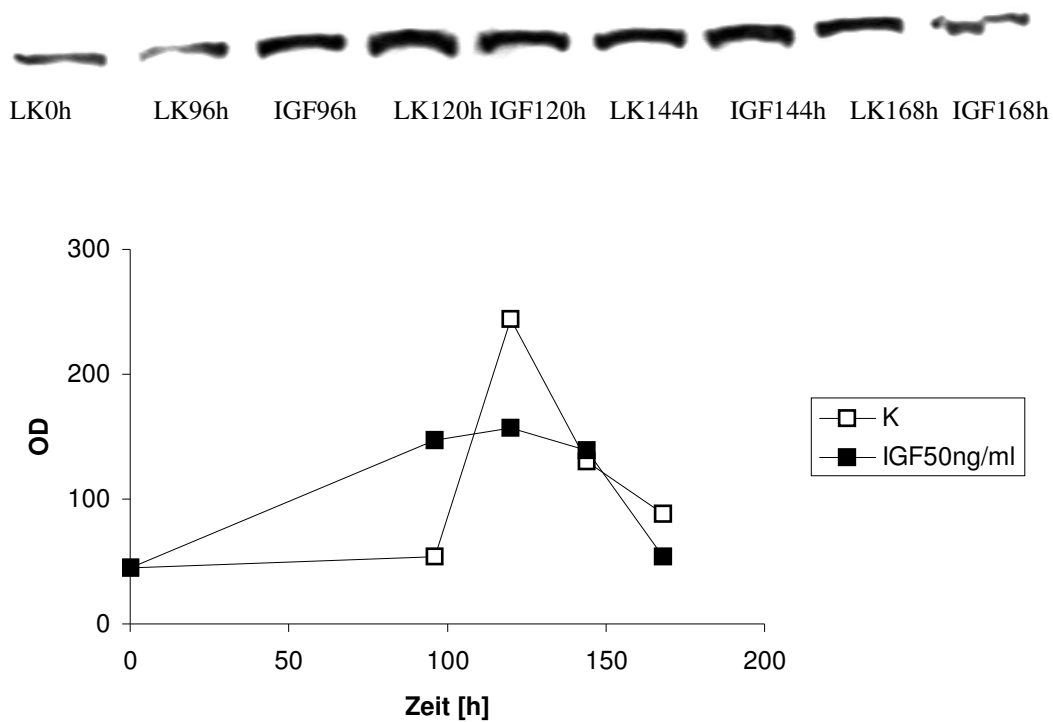 LK0h LK96h IGF96h LK120h IGF120h LK144h IGF144h LK168h IGF168h
300
200
100
0
OD
0 50 100 150 200
Zeit [h]
K
IGF50ng/ml